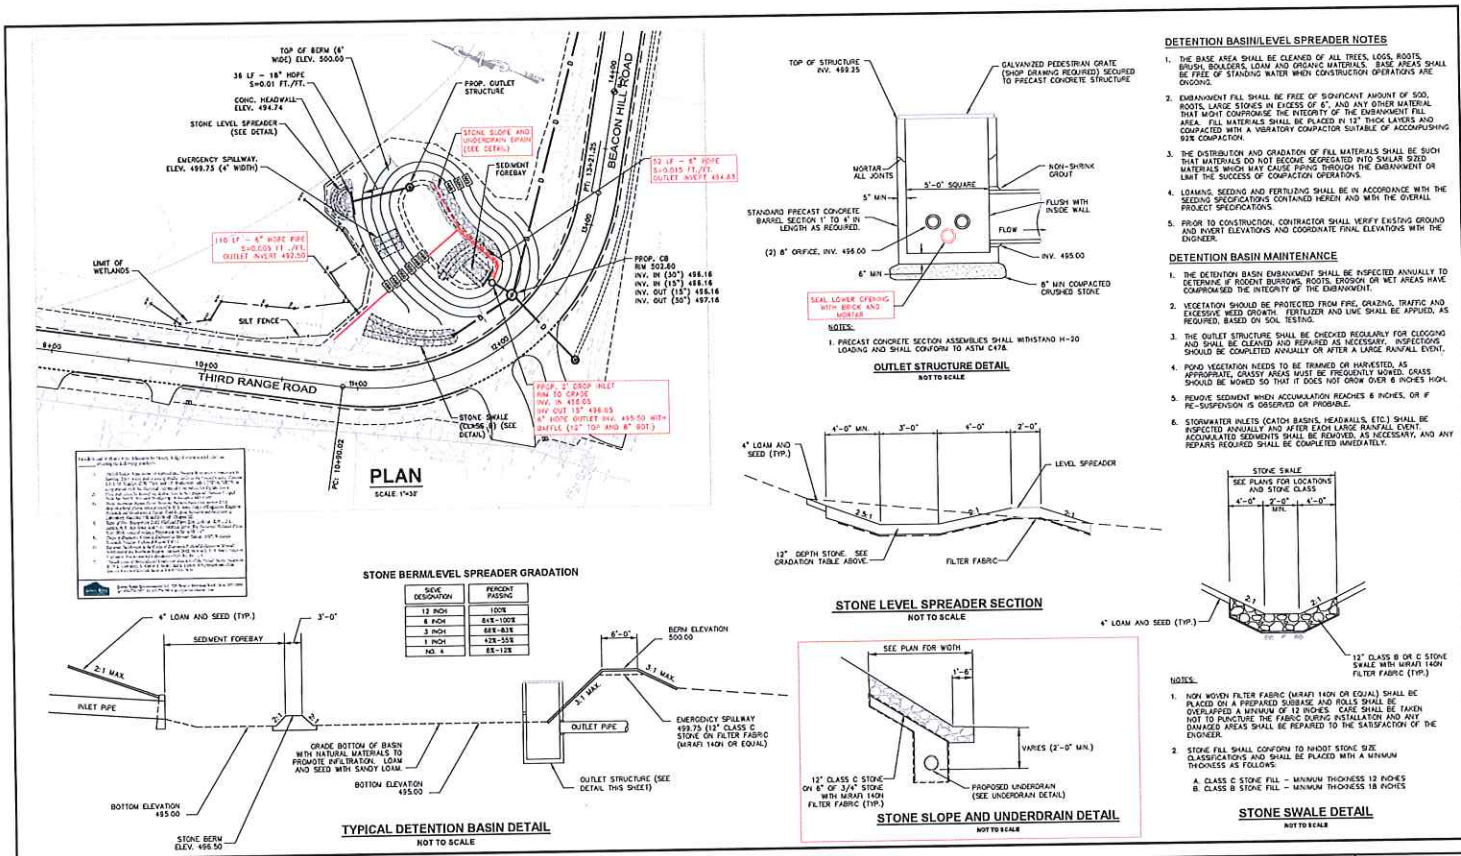 TOP OF BERM (6'
WIDE) ELEV. 500.00
36 LF - 18" HDPE
S=0.01 FT./FT.
CONC. HEADWALL
ELEV. 494.74
STONE LEVEL SPREADER
(SEE DETAIL)
EMERGENCY SPILLWAY.
ELEV. 499.75 (4' WIDTH)
110 LF - 6" HDPE PIPE
S=0.005 FT./FT.
OUTLET INVERT 492.50
LIMIT OF
WETLANDS
SILT FENCE
PROP. OUTLET
STRUCTURE
STONE SLOPE AND
UNDERDRAIN DRAIN
(SEE DETAIL)
SEDIMENT
FOREBAY
52 LF - 6" HDPE
OUTLET INVERT
PROP. CB
RIM 502.60
INV. IN (30") 496.16
INV. IN (15") 496.16
INV. OUT (15") 496.16
INV. OUT (30") 497.16
PROP. 2' DROP INLET
RIM TO GRADE
INV. IN
INV OUT 15"
6" HDPE OUTLET INV. 495.50 WITH
BAFFLE (12" TOP AND 6" BOT.)
STONE SWALE
(CLASS B) (SEE
DETAIL)
BEACON HILL ROAD
THIRD RANGE ROAD
PT: 13+21.25
PC: 10+90.02
9+00
10+00
11+00
12+00
13+00
14+00
PLAN
SCALE: 1"=30'
STONE BERM/LEVEL SPREADER GRADATION
SIEVE DESIGNATION PERCENT PASSING
12 INCH 100%
6 INCH 84%-100%
3 INCH 68%-83%
1 INCH 42%-55%
NO. 4 8%-12%
4" LOAM AND SEED (TYP.)
3'-0"
SEDIMENT FOREBAY
2:1 MAX.
INLET PIPE
2:1
2:1
GRADE BOTTOM OF BASIN
WITH NATURAL MATERIALS TO
PROMOTE INFILTRATION. LOAM
AND SEED WITH SANDY LOAM.
BOTTOM ELEVATION
495.00
BOTTOM ELEVATION
495.00
STONE BERM
ELEV. 496.50
6'-0"
BERM ELEVATION
500.00
3:1 MAX.
3:1 MAX.
OUTLET PIPE
EMERGENCY SPILLWAY
499.75 (12" CLASS C
STONE ON FILTER FABRIC
(MIRAFI 140N OR EQUAL)
OUTLET STRUCTURE (SEE
DETAIL THIS SHEET)
TYPICAL DETENTION BASIN DETAIL
NOT TO SCALE
TOP OF STRUCTURE
INV. 499.25
GALVANIZED PEDESTRIAN GRATE
(SHOP DRAWING REQUIRED) SECURED
TO PRECAST CONCRETE STRUCTURE
MORTAR
ALL JOINTS
NON-SHRINK
GROUT
5'-0" SQUARE
5" MIN
FLUSH WITH
INSIDE WALL
STANDARD PRECAST CONCRETE
BARREL SECTION 1' TO 4' IN
LENGTH AS REQUIRED.
FLOW
(2) 8" ORIFICE, INV. 496.00
INV. 495.00
6" MIN
8" MIN COMPACTED
CRUSHED STONE
SEAL LOWER OPENING
WITH BRICK AND
MORTAR
NOTES:
1. PRECAST CONCRETE SECTION ASSEMBLIES SHALL WITHSTAND H-20
LOADING AND SHALL CONFORM TO ASTM C478.
OUTLET STRUCTURE DETAIL
NOT TO SCALE
4'-0" MIN.
3'-0"
4'-0"
2'-0"
4" LOAM AND
SEED (TYP.)
LEVEL SPREADER
2.5:1
2:1
2:1
12" DEPTH STONE. SEE
GRADATION TABLE ABOVE.
FILTER FABRIC
STONE LEVEL SPREADER SECTION
NOT TO SCALE
SEE PLAN FOR WIDTH
1'-6"
VARIES (2'-0" MIN.)
12" CLASS C STONE
ON 6" OF 3/4" STONE
WITH MIRAFI 140N
FILTER FABRIC (TYP.)
PROPOSED UNDERDRAIN
(SEE UNDERDRAIN DETAIL)
STONE SLOPE AND UNDERDRAIN DETAIL
NOT TO SCALE
DETENTION BASIN/LEVEL SPREADER NOTES
1. THE BASE AREA SHALL BE CLEANED OF ALL TREES, LOGS, ROOTS,
BRUSH, BOULDERS, LOAM AND ORGANIC MATERIALS. BASE AREAS SHALL
BE FREE OF STANDING WATER WHEN CONSTRUCTION OPERATIONS ARE
ONGOING.
2. EMBANKMENT FILL SHALL BE FREE OF SIGNIFICANT AMOUNT OF SOD,
ROOTS, LARGE STONES IN EXCESS OF 6", AND ANY OTHER MATERIAL
THAT MIGHT COMPROMISE THE INTEGRITY OF THE EMBANKMENT FILL
AREA. FILL MATERIALS SHALL BE PLACED IN 12" THICK LAYERS AND
COMPACTED WITH A VIBRATORY COMPACTOR SUITABLE OF ACCOMPLISHING
92% COMPACTION.
3. THE DISTRIBUTION AND GRADATION OF FILL MATERIALS SHALL BE SUCH
THAT MATERIALS DO NOT BECOME SEGREGATED INTO SIMILAR SIZED
MATERIALS WHICH MAY CAUSE PIPING THROUGH THE EMBANKMENT OR
LIMIT THE SUCCESS OF COMPACTION OPERATIONS.
4. LOAMING, SEEDING AND FERTILIZING SHALL BE IN ACCORDANCE WITH THE
SEEDING SPECIFICATIONS CONTAINED HEREIN AND WITH THE OVERALL
PROJECT SPECIFICATIONS.
5. PRIOR TO CONSTRUCTION, CONTRACTOR SHALL VERIFY EXISTING GROUND
AND INVERT ELEVATIONS AND COORDINATE FINAL ELEVATIONS WITH THE
ENGINEER.
DETENTION BASIN MAINTENANCE
1. THE DETENTION BASIN EMBANKMENT SHALL BE INSPECTED ANNUALLY TO
DETERMINE IF RODENT BURROWS, ROOTS, EROSION OR WET AREAS HAVE
COMPROMISED THE INTEGRITY OF THE EMBANKMENT.
2. VEGETATION SHOULD BE PROTECTED FROM FIRE, GRAZING, TRAFFIC AND
EXCESSIVE WEED GROWTH. FERTILIZER AND LIME SHALL BE APPLIED, AS
REQUIRED, BASED ON SOIL TESTING.
3. THE OUTLET STRUCTURE SHALL BE CHECKED REGULARLY FOR CLOGGING
AND SHALL BE CLEANED AND REPAIRED AS NECESSARY. INSPECTIONS
SHOULD BE COMPLETED ANNUALLY OR AFTER A LARGE RAINFALL EVENT.
4. POND VEGETATION NEEDS TO BE TRIMMED OR HARVESTED, AS
APPROPRIATE, GRASSY AREAS MUST BE FREQUENTLY MOWED. GRASS
SHOULD BE MOWED SO THAT IT DOES NOT GROW OVER 6 INCHES HIGH.
5. REMOVE SEDIMENT WHEN ACCUMULATION REACHES 6 INCHES, OR IF
RE-SUSPENSION IS OBSERVED OR PROBABLE.
6. STORMWATER INLETS (CATCH BASINS, HEADWALLS, ETC.) SHALL BE
INSPECTED ANNUALLY AND AFTER EACH LARGE RAINFALL EVENT.
ACCUMULATED SEDIMENTS SHALL BE REMOVED, AS NECESSARY, AND ANY
REPAIRS REQUIRED SHALL BE COMPLETED IMMEDIATELY.
STONE SWALE
SEE PLANS FOR LOCATIONS
AND STONE CLASS
4'-0" 2'-0" 4'-0"
MIN.
2:1
2:1
4" LOAM AND SEED (TYP.)
12" CLASS B OR C STONE
SWALE WITH MIRAFI 140N
FILTER FABRIC (TYP.)
NOTES:
1. NON WOVEN FILTER FABRIC (MIRAFI 140N OR EQUAL) SHALL BE
PLACED ON A PREPARED SUBBASE AND ROLLS SHALL BE
OVERLAPPED A MINIMUM OF 12 INCHES. CARE SHALL BE TAKEN
NOT TO PUNCTURE THE FABRIC DURING INSTALLATION AND ANY
DAMAGED AREAS SHALL BE REPAIRED TO THE SATISFACTION OF THE
ENGINEER.
2. STONE FILL SHALL CONFORM TO NHDOT STONE SIZE
CLASSIFICATIONS AND SHALL BE PLACED WITH A MINIMUM
THICKNESS AS FOLLOWS:
A. CLASS C STONE FILL - MINIMUM THICKNESS 12 INCHES
B. CLASS B STONE FILL - MINIMUM THICKNESS 18 INCHES
STONE SWALE DETAIL
NOT TO SCALE